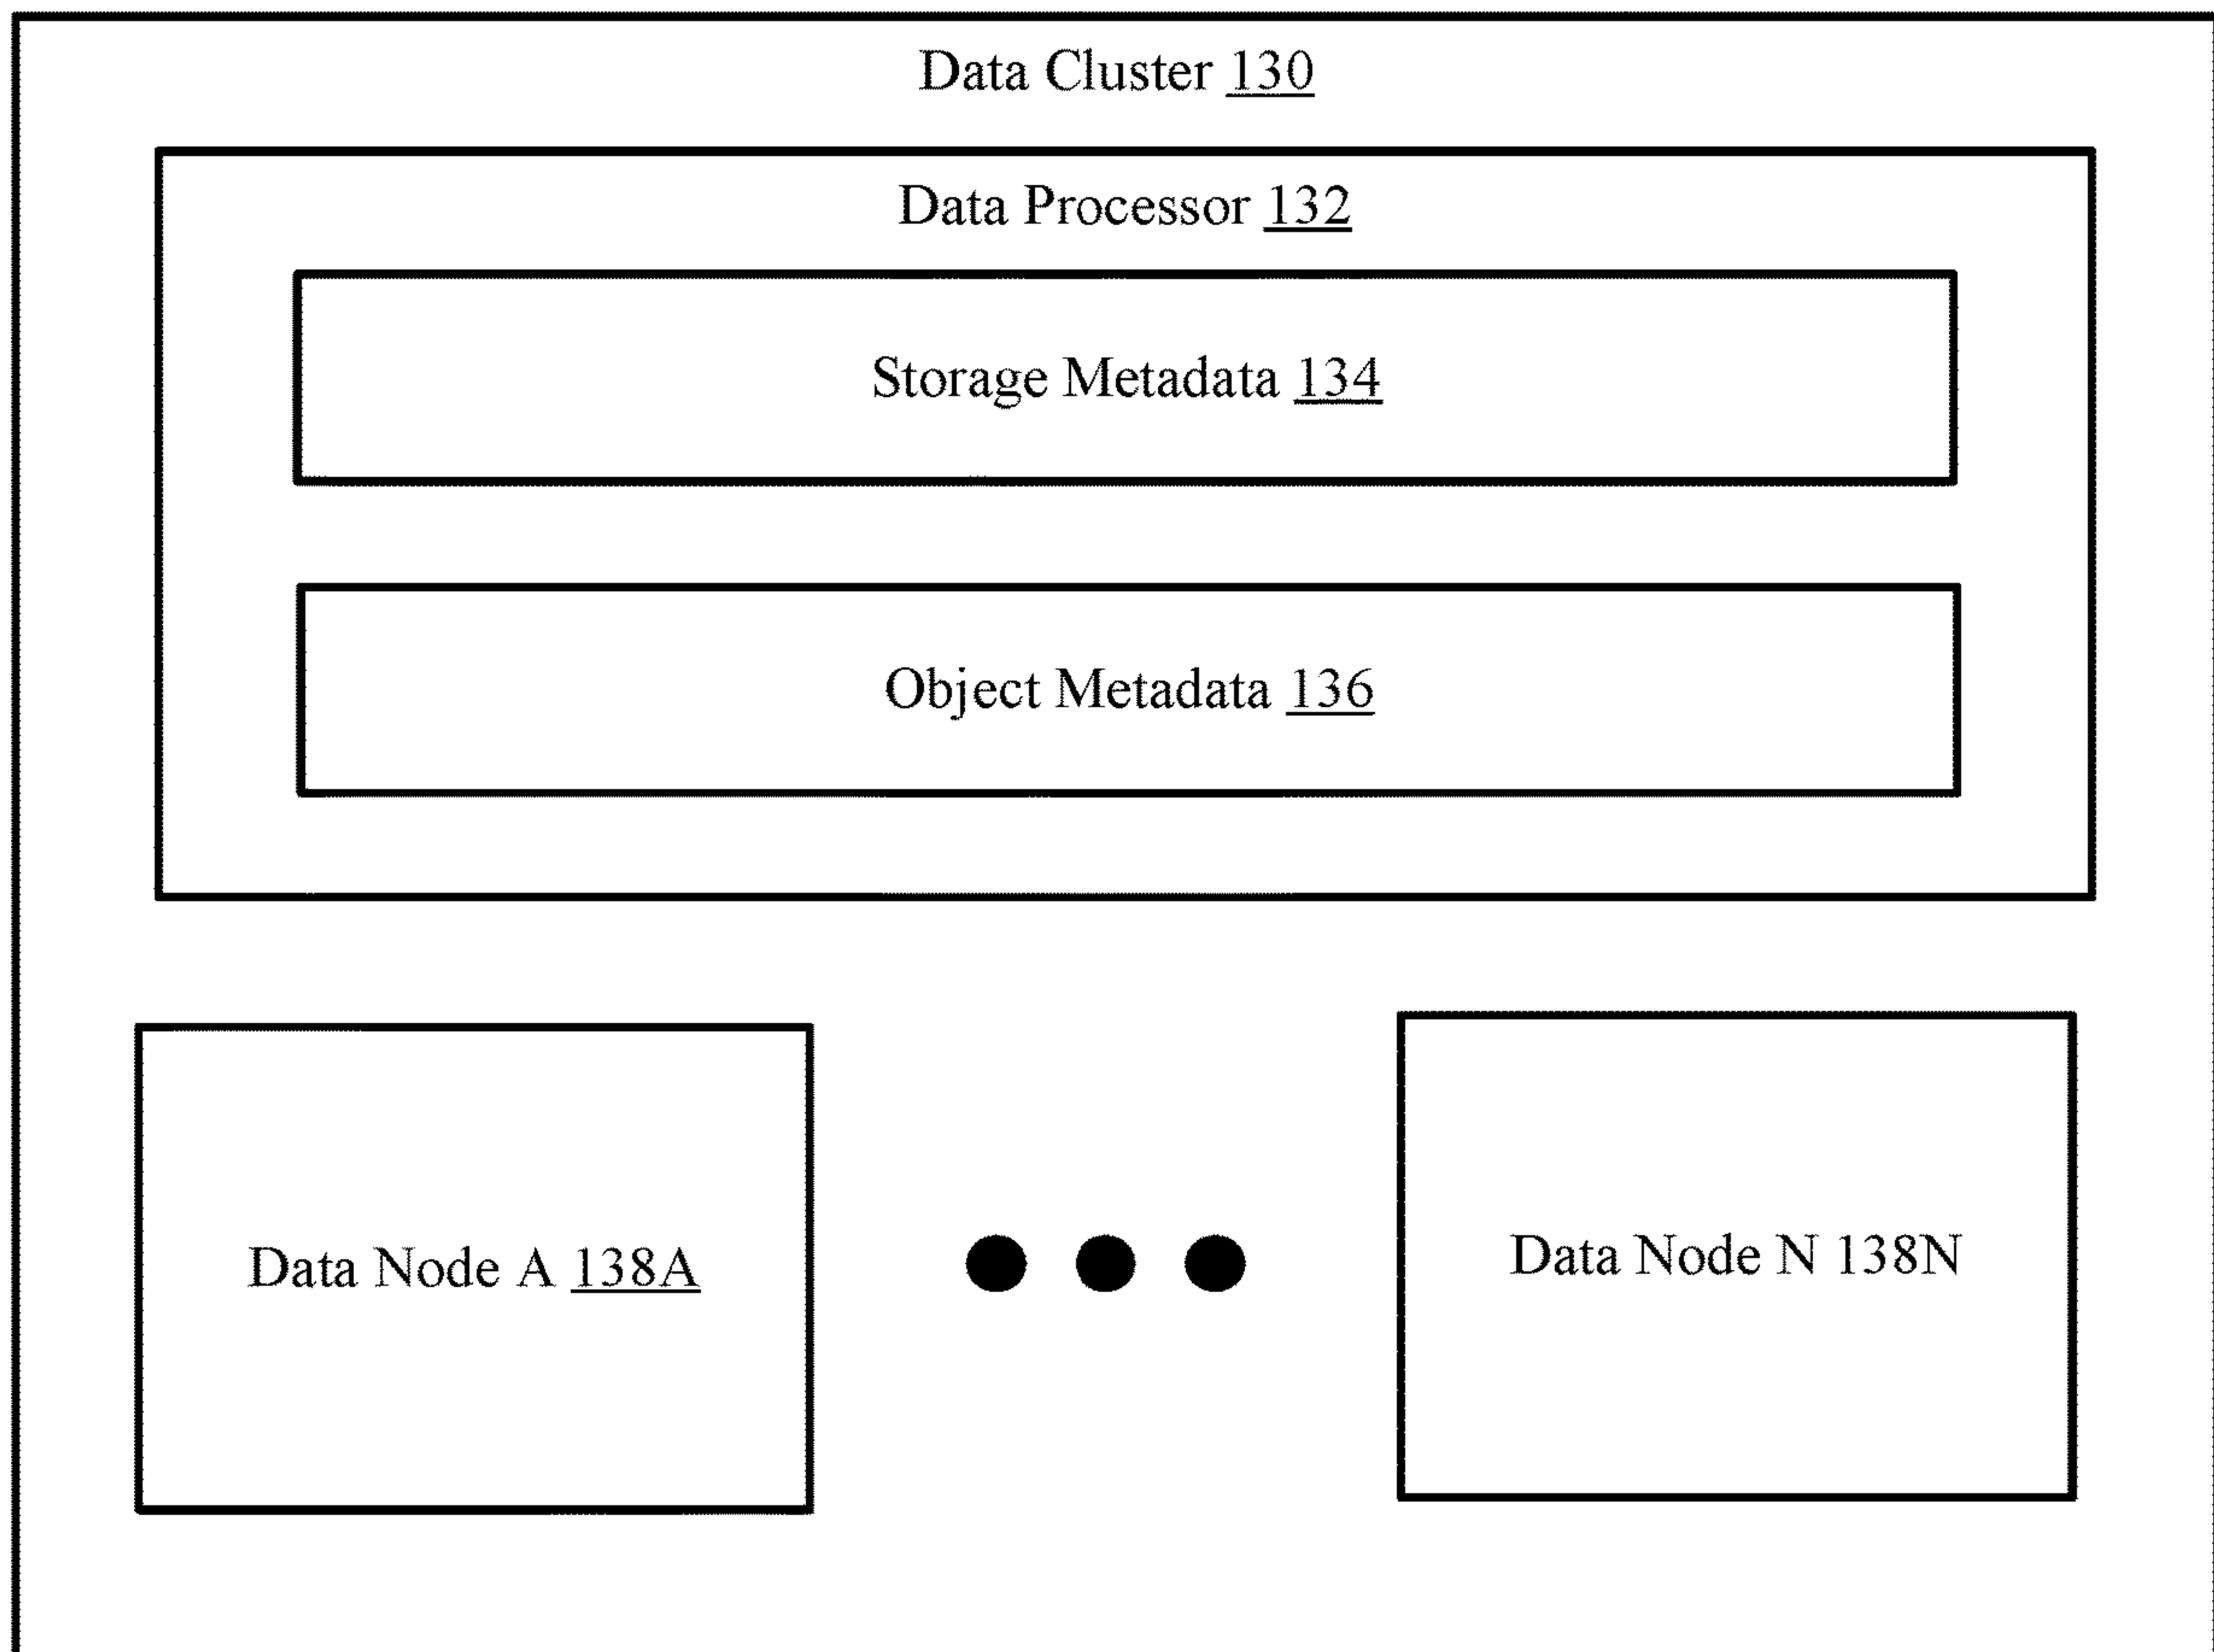 Data Cluster 130
Data Processor 132
Storage Metadata 134
Object Metadata 136
Data Node A 138A
Data Node N 138N